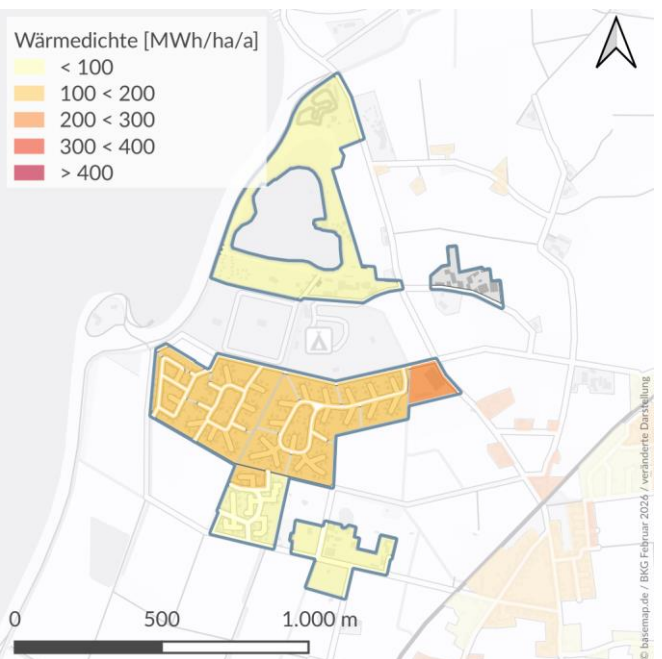 Wärmedichte [MWh/ha/a]
< 100
100 < 200
200 < 300
300 < 400
> 400
0 500 1.000 m
© basemap.de / BKG Februar 2026 / veränderte Darstellung